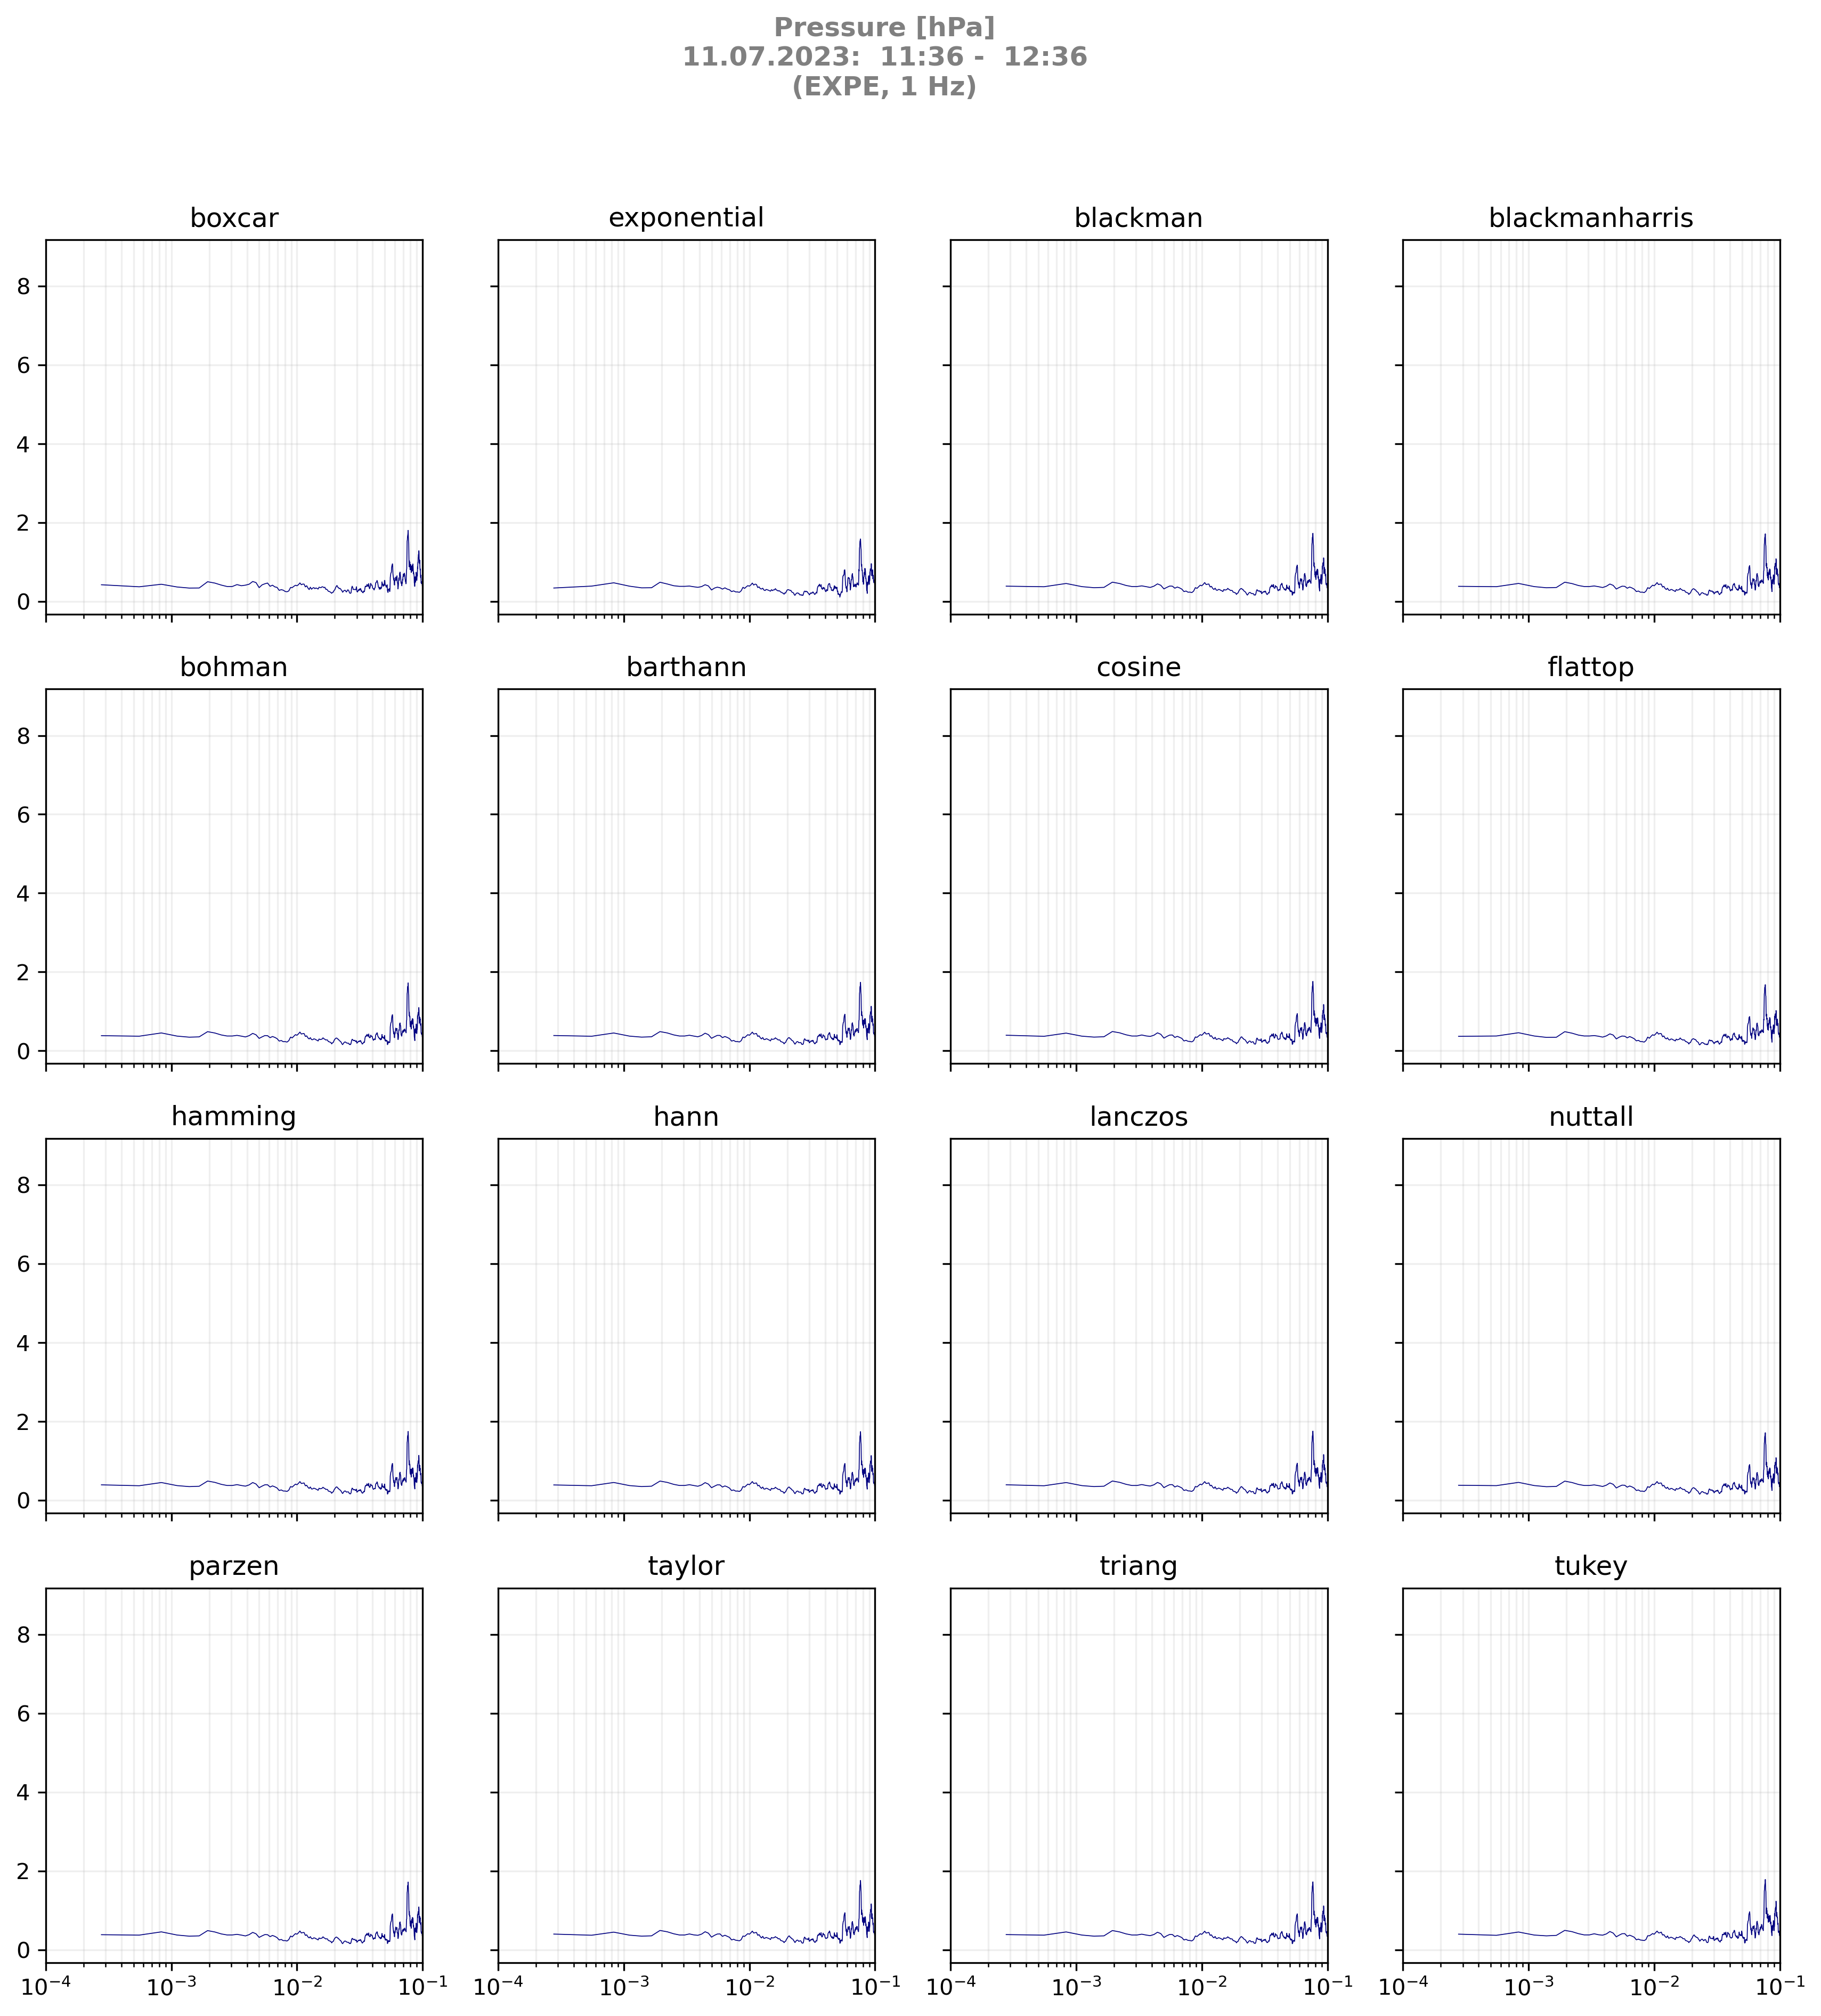 Pressure [hPa]
11.07.2023:  11:36 -  12:36
(EXPE, 1 Hz)
boxcar exponential blackman blackmanharris
8
6
4
2
0
bohman barthann cosine flattop
8
6
4
2
0
hamming hann lanczos nuttall
8
6
4
2
0
parzen taylor triang tukey
8
6
4
2
0
10⁻⁴ 10⁻³ 10⁻² 10⁻¹ 10⁻⁴ 10⁻³ 10⁻² 10⁻¹ 10⁻⁴ 10⁻³ 10⁻² 10⁻¹ 10⁻⁴ 10⁻³ 10⁻² 10⁻¹